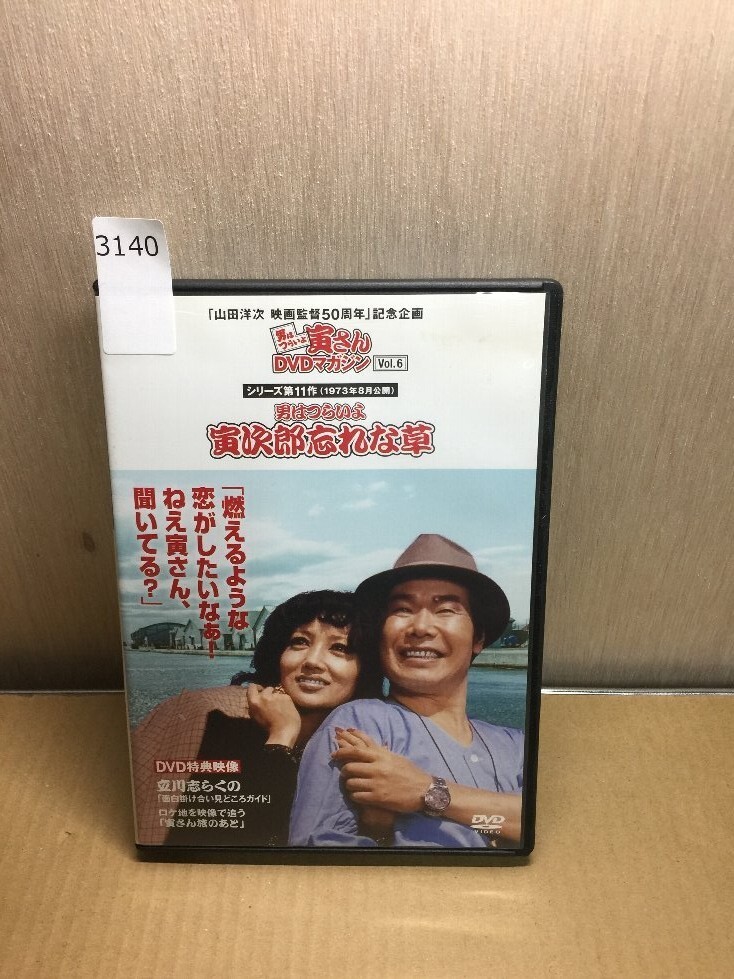 3140
「山田洋次 映画監督50周年」記念企画
男は
つらいよ
寅さん
DVDマガジン Vol.6
シリーズ第11作(1973年8月公開)
男はつらいよ
寅次郎忘れな草
「燃えるような
恋がしたいなぁ!
ねえ寅さん、
聞いてる?」
DVD特典映像
立川志らくの
「面白掛け合い見どころガイド」
ロケ地を映像で追う
「寅さん旅のあと」
DVD
VIDEO